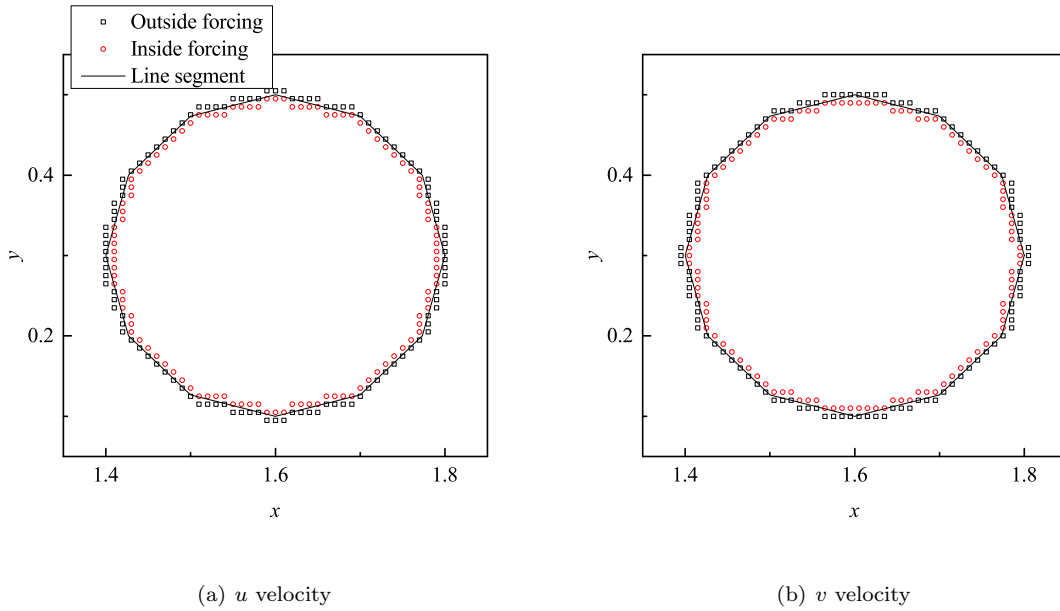 Outside forcing
Inside forcing
Line segment
0.4
0.2
y
1.4
1.6
1.8
x
(a) u velocity
0.4
0.2
y
1.4
1.6
1.8
x
(b) v velocity